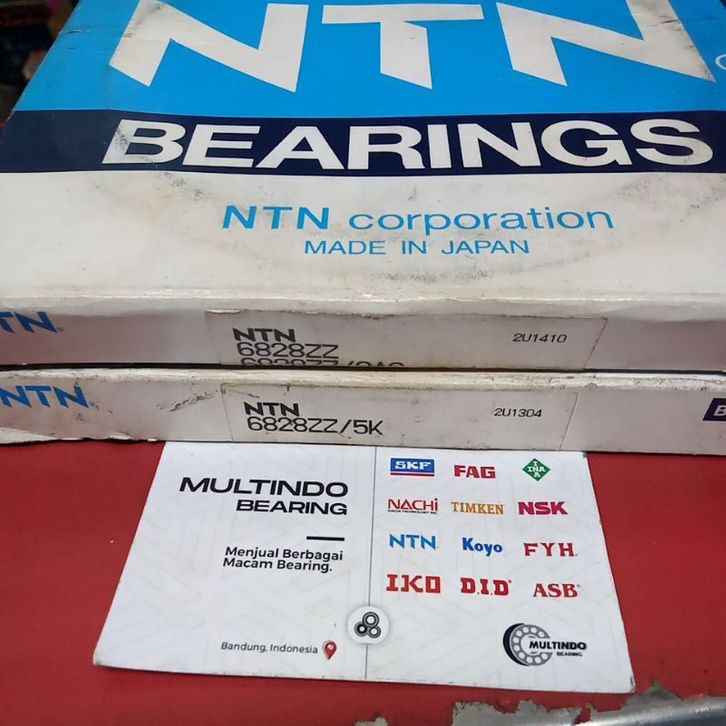 NTN
BEARINGS
NTN corporation
MADE IN JAPAN
NTN
NTN
6828ZZ
2U1410
NTN
NTN
6828ZZ/5K
2U1304
MULTINDO
BEARING
Menjual Berbagai
Macam Bearing.
Bandung, Indonesia
SKF FAG INA
NACHI TIMKEN NSK
NTN Koyo FYH
IKO D.I.D ASB
MULTINDO
BEARING